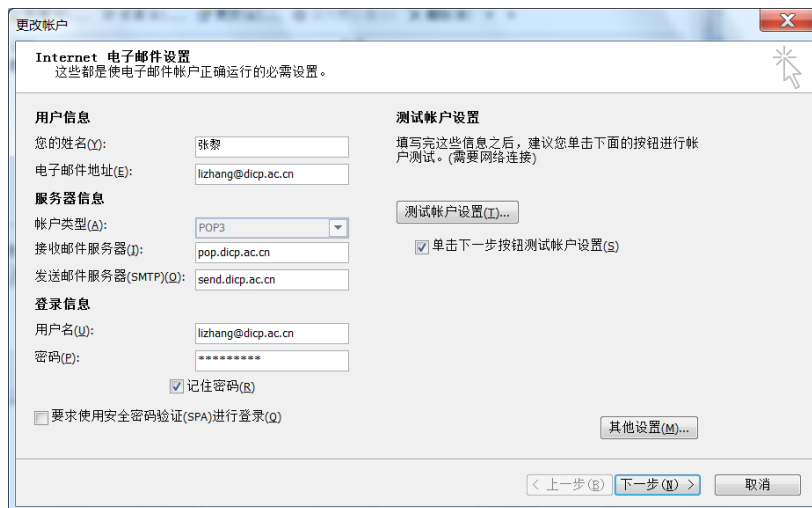 更改帐户
Internet 电子邮件设置
这些都是使电子邮件帐户正确运行的必需设置。
用户信息
您的姓名(Y):
张黎
电子邮件地址(E):
lizhang@dicp.ac.cn
服务器信息
帐户类型(A):
POP3
接收邮件服务器(I):
pop.dicp.ac.cn
发送邮件服务器(SMTP)(O):
send.dicp.ac.cn
登录信息
用户名(U):
lizhang@dicp.ac.cn
密码(P):
*********
记住密码(R)
要求使用安全密码验证(SPA)进行登录(Q)
测试帐户设置
填写完这些信息之后，建议您单击下面的按钮进行帐
户测试。(需要网络连接)
测试帐户设置(T)...
单击下一步按钮测试帐户设置(S)
其他设置(M)...
< 上一步(B)
下一步(N) >
取消